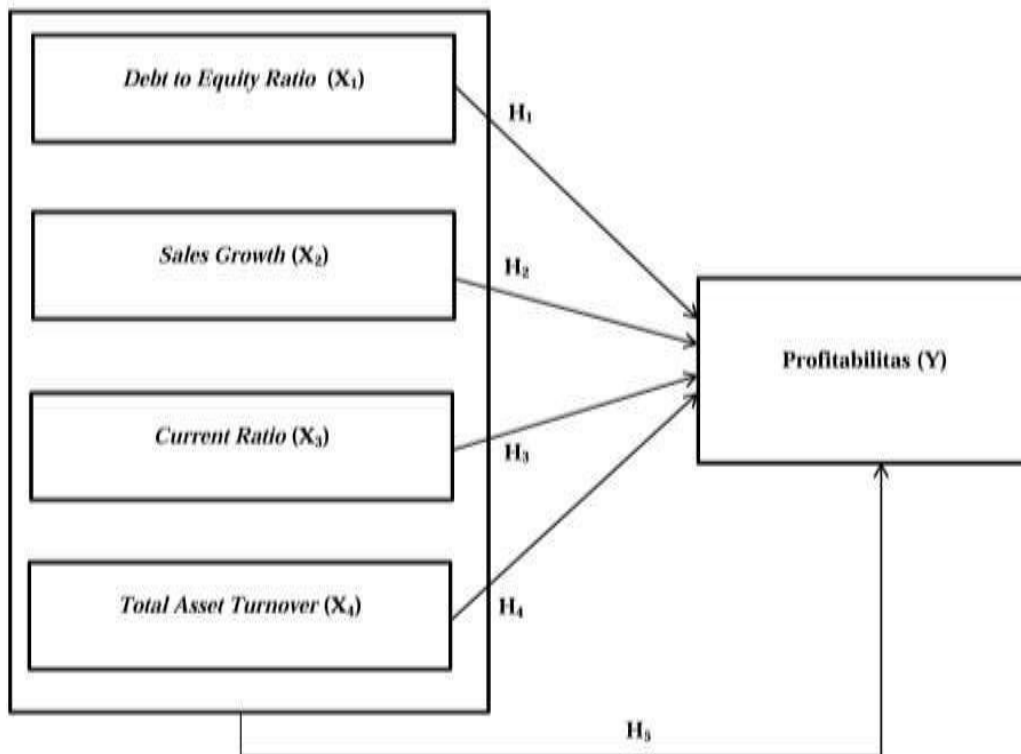 Debt to Equity Ratio (X₁)
H₁
Sales Growth (X₂)
H₂
Profitabilitas (Y)
Current Ratio (X₃)
H₃
Total Asset Turnover (X₄)
H₄
H₅